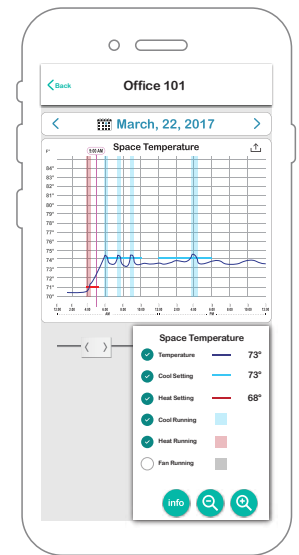 Back
Office 101
March, 22, 2017
Space Temperature
F°
9:00 AM
84°
83°
82°
81°
80°
79°
78°
77°
76°
75°
74°
73°
72°
71°
70°
Space Temperature
Temperature 73°
Cool Setting 73°
Heat Setting 68°
Cool Running
Heat Running
Fan Running
info